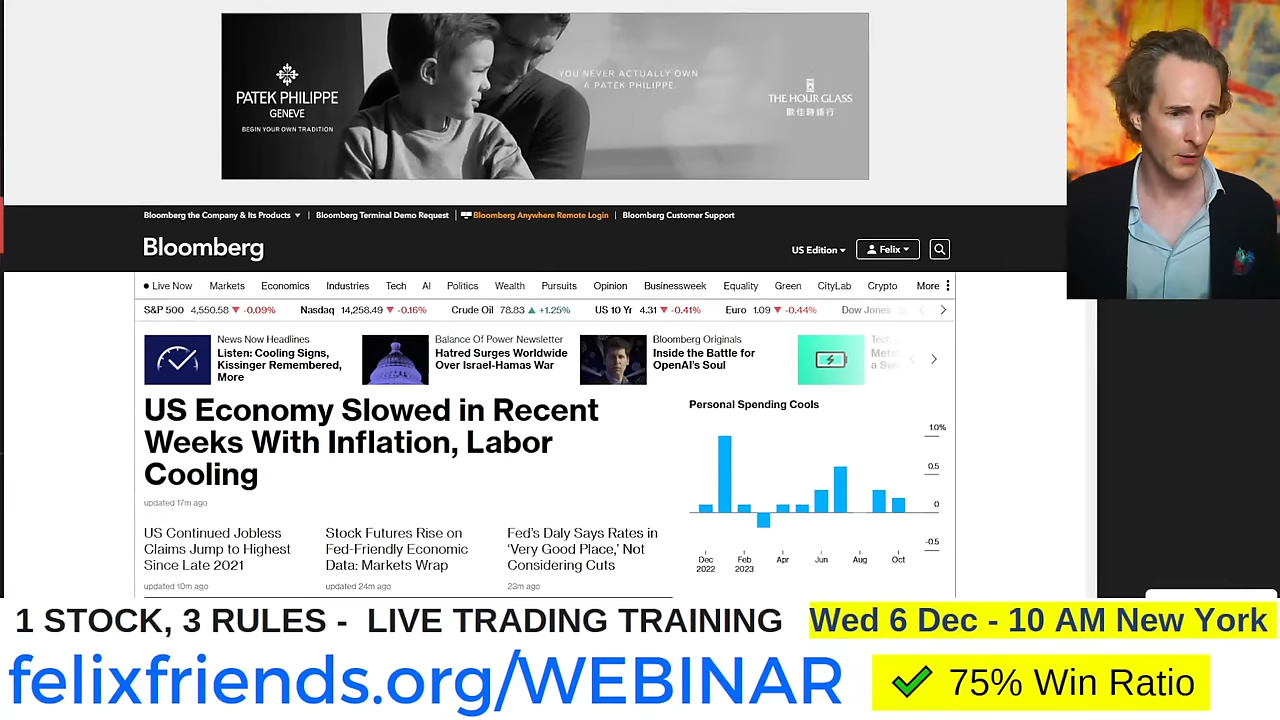 YOU NEVER ACTUALLY OWN
A PATEK PHILIPPE.
PATEK PHILIPPE
GENEVE
BEGIN YOUR OWN TRADITION
THE HOUR GLASS
Bloomberg the Company & Its Products
Bloomberg Terminal Demo Request
Bloomberg Anywhere Remote Login
Bloomberg Customer Support
Bloomberg
US Edition
Felix
Live Now Markets Economics Industries Tech AI Politics Wealth Pursuits Opinion Businessweek Equality Green CityLab Crypto More
S&P 500 4,550.58 ▼ -0.09% Nasdaq 14,258.49 ▼ -0.16% Crude Oil 78.83 ▲ +1.25% US 10 Yr 4.31 ▼ -0.41% Euro 1.09 ▼ -0.44% Dow Jones
News Now Headlines
Listen: Cooling Signs,
Kissinger Remembered,
More
Balance Of Power Newsletter
Hatred Surges Worldwide
Over Israel-Hamas War
Bloomberg Originals
Inside the Battle for
OpenAI's Soul
US Economy Slowed in Recent
Weeks With Inflation, Labor
Cooling
updated 17m ago
Personal Spending Cools
1.0%
0.5
0
-0.5
Dec Feb Apr Jun Aug Oct
2022 2023
US Continued Jobless
Claims Jump to Highest
Since Late 2021
updated 10m ago
Stock Futures Rise on
Fed-Friendly Economic
Data: Markets Wrap
updated 24m ago
Fed's Daly Says Rates in
'Very Good Place,' Not
Considering Cuts
23m ago
1 STOCK, 3 RULES - LIVE TRADING TRAINING
Wed 6 Dec - 10 AM New York
felixfriends.org/WEBINAR
75% Win Ratio